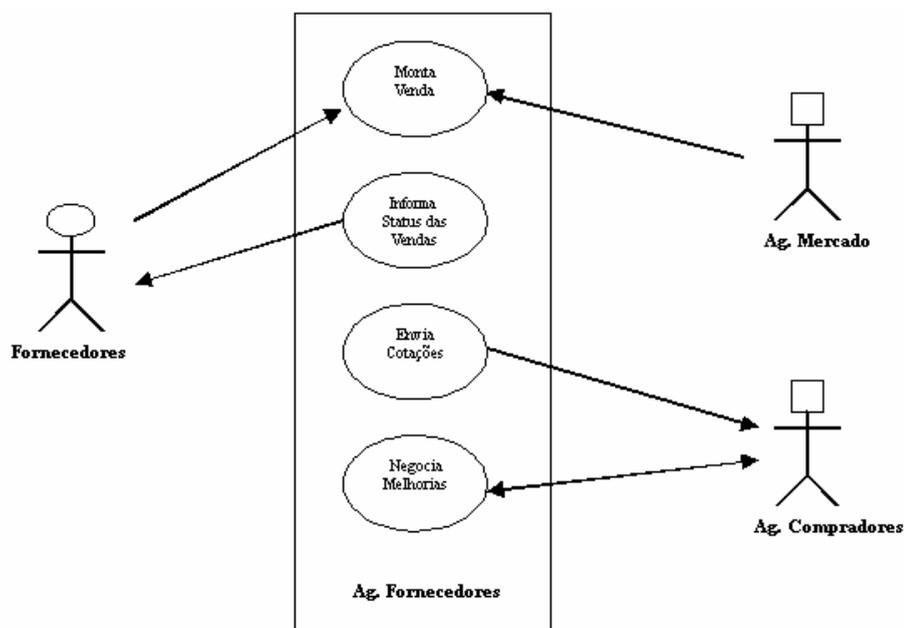 Monta
Venda
Informa
Status das
Vendas
Ag. Mercado
Fornecedores
Envia
Cotações
Negocia
Melhorias
Ag. Compradores
Ag. Fornecedores